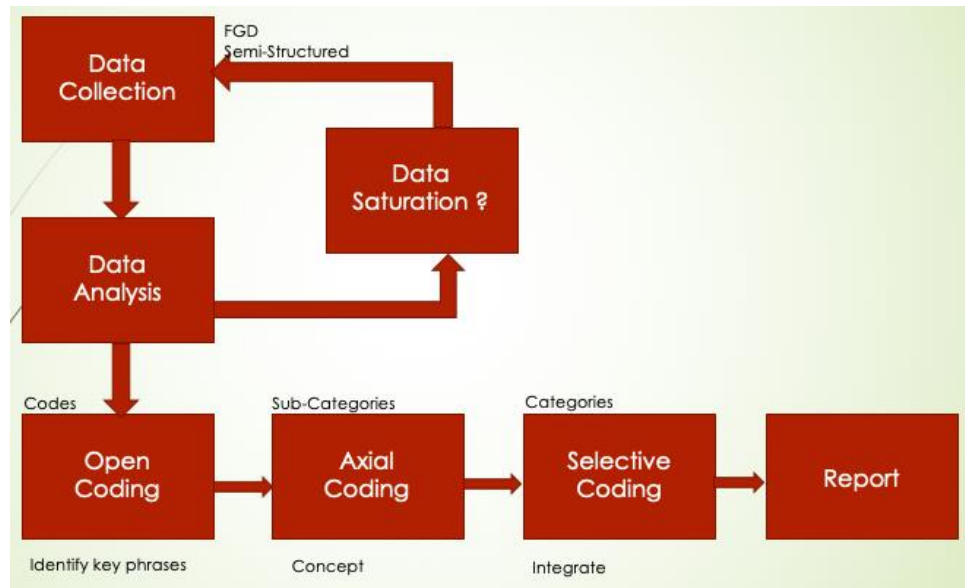 FGD
Semi-Structured
Data
Collection
Data
Saturation ?
Data
Analysis
Codes
Sub-Categories
Categories
Open
Coding
Axial
Coding
Selective
Coding
Report
Identify key phrases
Concept
Integrate